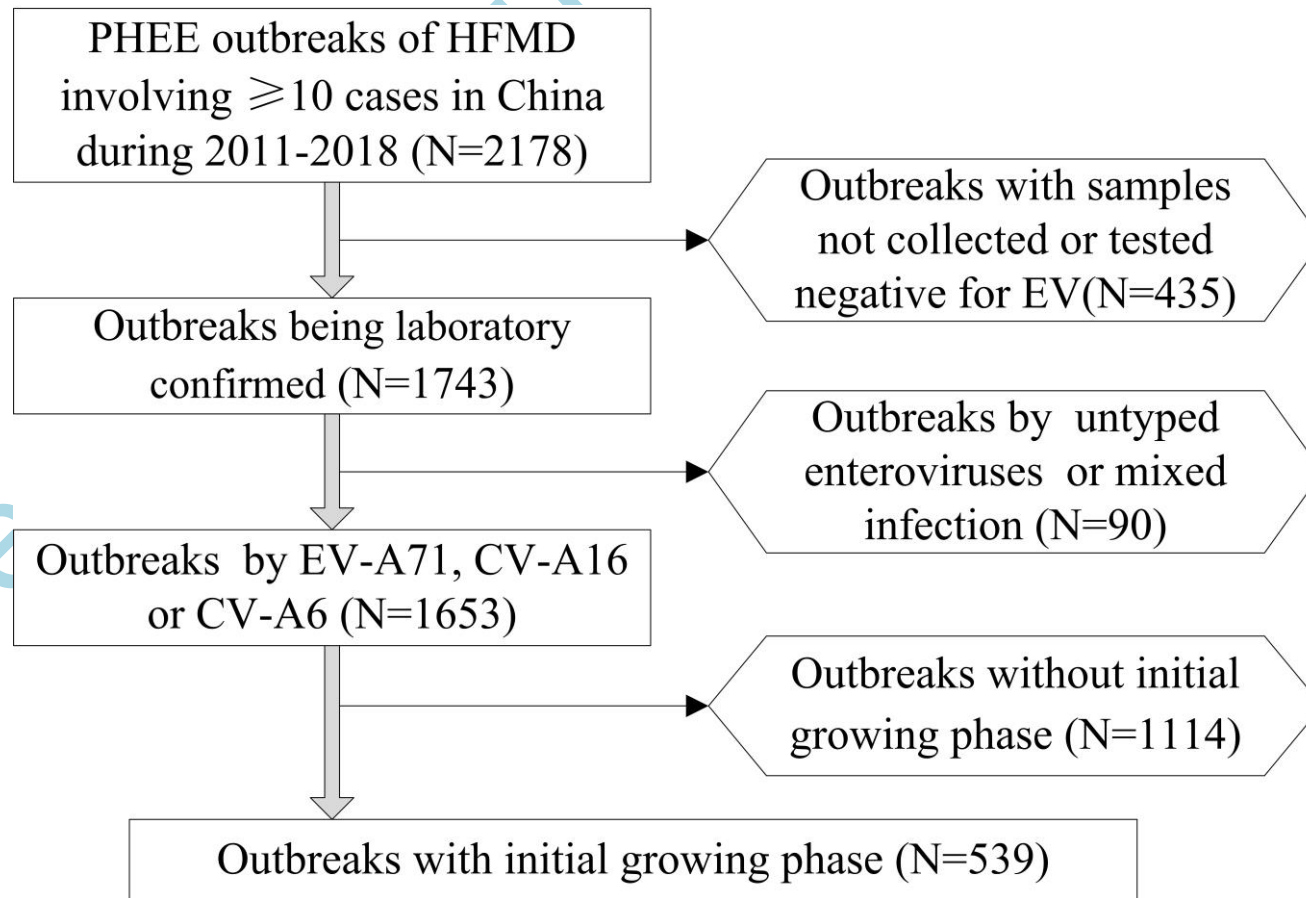 PHEE outbreaks of HFMD
involving ≥10 cases in China
during 2011-2018 (N=2178)
Outbreaks with samples
not collected or tested
negative for EV(N=435)
Outbreaks being laboratory
confirmed (N=1743)
Outbreaks by untyped
enteroviruses or mixed
infection (N=90)
Outbreaks by EV-A71, CV-A16
or CV-A6 (N=1653)
Outbreaks without initial
growing phase (N=1114)
Outbreaks with initial growing phase (N=539)